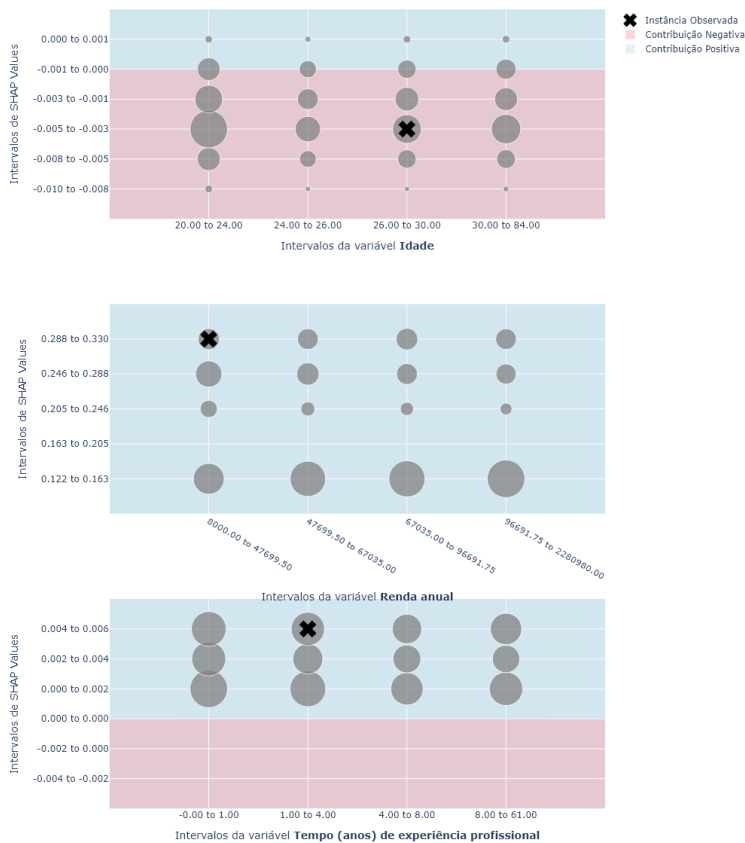 Instância Observada
Contribuição Negativa
Contribuição Positiva
Intervalos de SHAP Values
0.000 to 0.001
-0.001 to 0.000
-0.003 to -0.001
-0.005 to -0.003
-0.008 to -0.005
-0.010 to -0.008
20.00 to 24.00 24.00 to 26.00 26.00 to 30.00 30.00 to 84.00
Intervalos da variável Idade
Intervalos de SHAP Values
0.288 to 0.330
0.246 to 0.288
0.205 to 0.246
0.163 to 0.205
0.122 to 0.163
8000.00 to 47699.50 47699.50 to 67035.00 67035.00 to 96691.75 96691.75 to 2280980.00
Intervalos da variável Renda anual
Intervalos de SHAP Values
0.004 to 0.006
0.002 to 0.004
0.000 to 0.002
0.000 to 0.000
-0.002 to 0.000
-0.004 to -0.002
-0.00 to 1.00 1.00 to 4.00 4.00 to 8.00 8.00 to 61.00
Intervalos da variável Tempo (anos) de experiência profissional